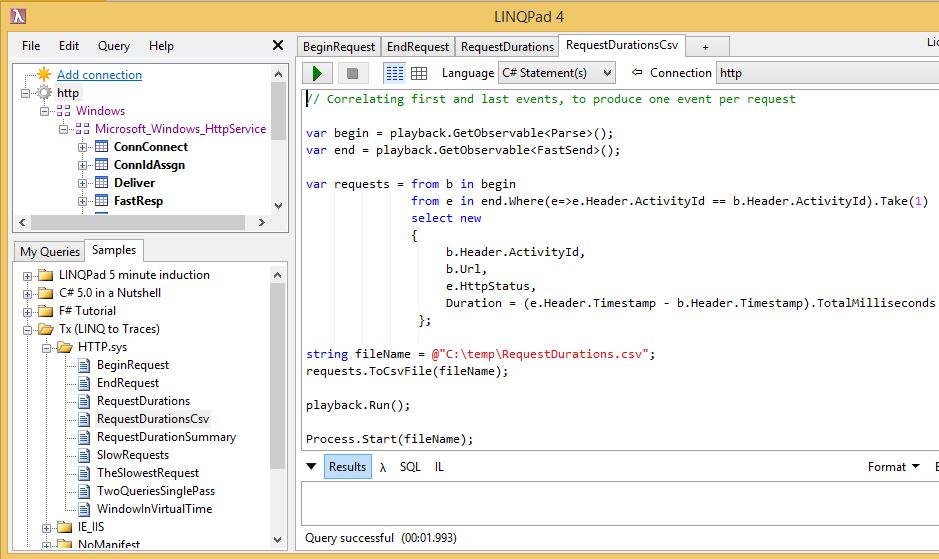 LINQPad 4
File Edit Query Help
Add connection
http
Windows
Microsoft_Windows_HttpService
ConnConnect
ConnIdAssgn
Deliver
FastResp
My Queries Samples
LINQPad 5 minute induction
C# 5.0 in a Nutshell
F# Tutorial
Tx (LINQ to Traces)
HTTP.sys
BeginRequest
EndRequest
RequestDurations
RequestDurationsCsv
RequestDurationSummary
SlowRequests
TheSlowestRequest
TwoQueriesSinglePass
WindowInVirtualTime
IE_IIS
NoManifest
BeginRequest EndRequest RequestDurations RequestDurationsCsv +
Language C# Statement(s) Connection http
// Correlating first and last events, to produce one event per request
var begin = playback.GetObservable<Parse>();
var end = playback.GetObservable<FastSend>();
var requests = from b in begin
from e in end.Where(e=>e.Header.ActivityId == b.Header.ActivityId).Take(1)
select new
{
b.Header.ActivityId,
b.Url,
e.HttpStatus,
Duration = (e.Header.Timestamp - b.Header.Timestamp).TotalMilliseconds
};
string fileName = @"C:\temp\RequestDurations.csv";
requests.ToCsvFile(fileName);
playback.Run();
Process.Start(fileName);
Results λ SQL IL Format
Query successful (00:01.993)